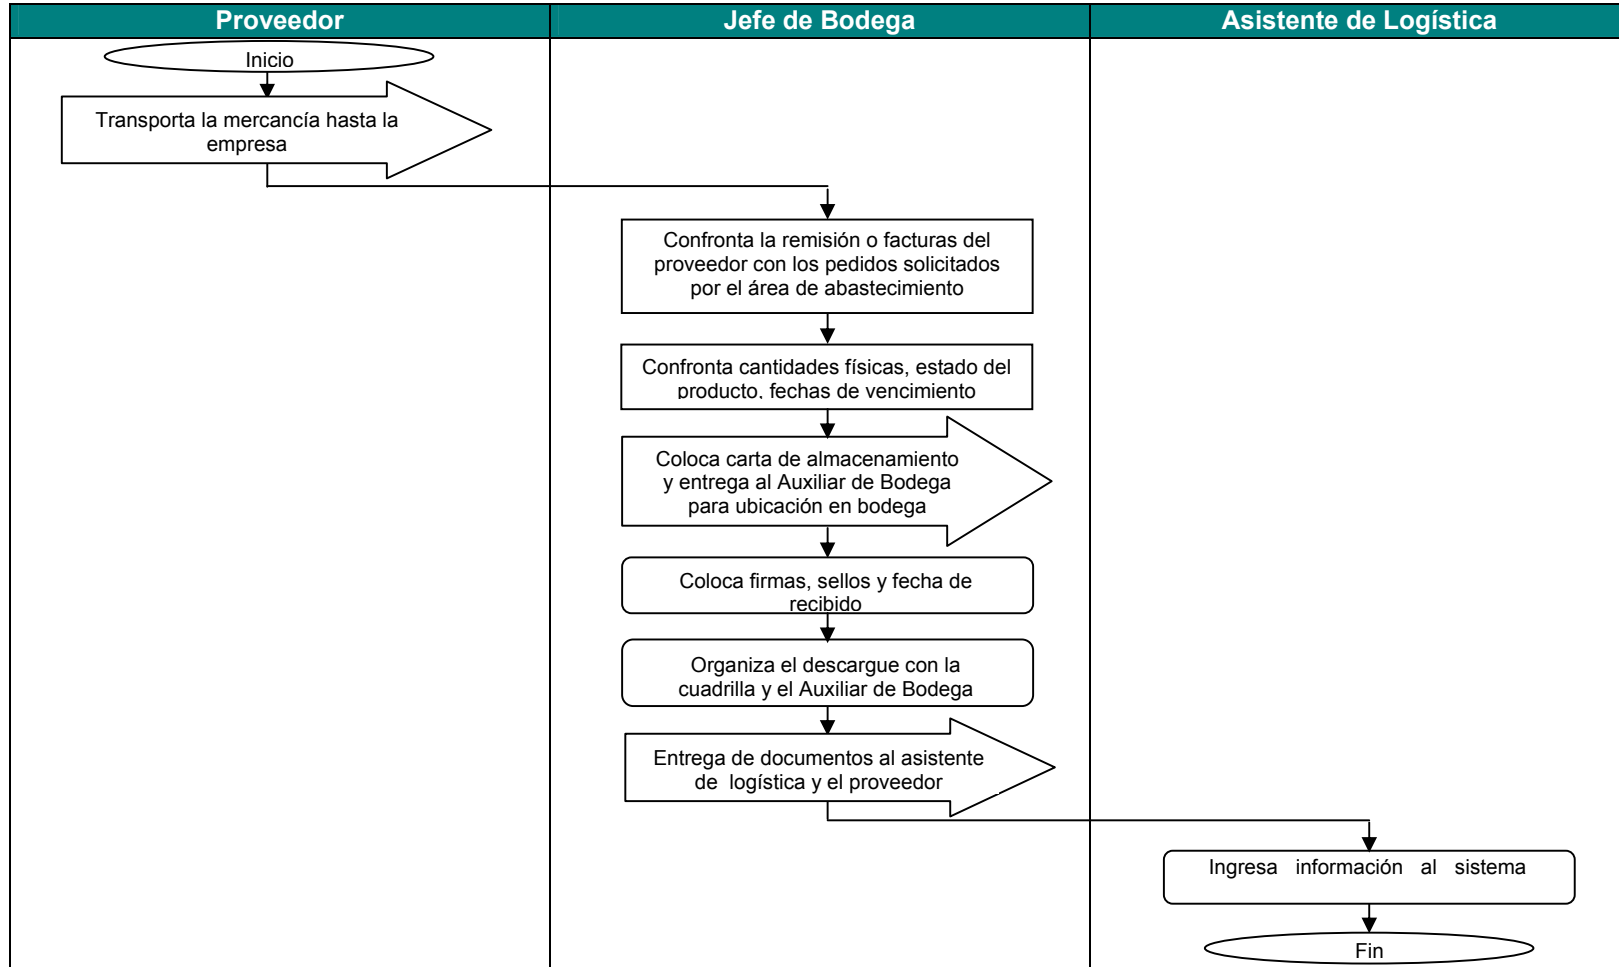 Proveedor
Jefe de Bodega
Asistente de Logística
Inicio
Transporta la mercancía hasta la
empresa
Confronta la remisión o facturas del
proveedor con los pedidos solicitados
por el área de abastecimiento
Confronta cantidades físicas, estado del
producto, fechas de vencimiento
Coloca carta de almacenamiento
y entrega al Auxiliar de Bodega
para ubicación en bodega
Coloca firmas, sellos y fecha de
recibido
Organiza el descargue con la
cuadrilla y el Auxiliar de Bodega
Entrega de documentos al asistente
de logística y el proveedor
Ingresa información al sistema
Fin